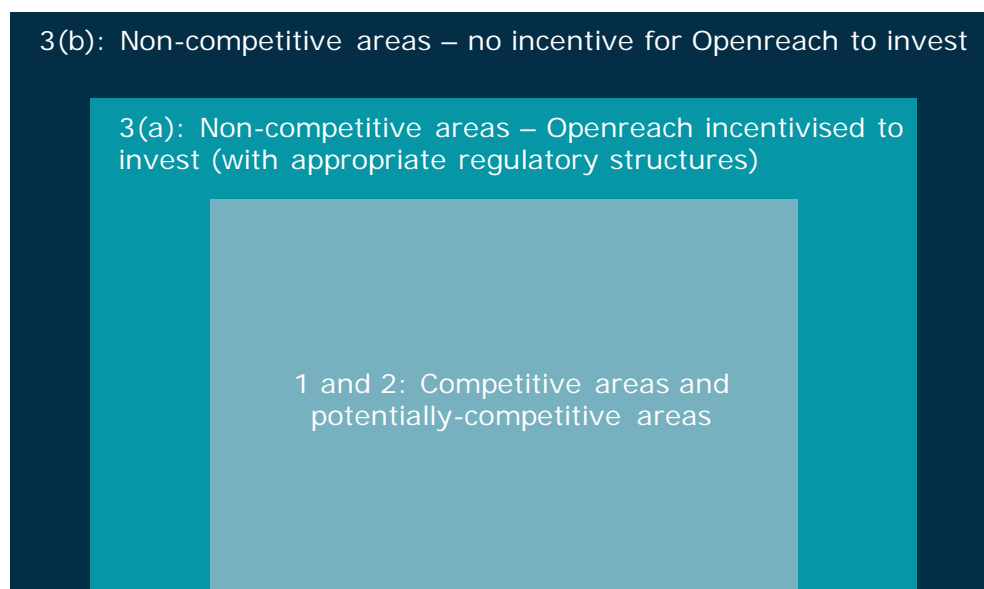 3(b): Non-competitive areas – no incentive for Openreach to invest
3(a): Non-competitive areas – Openreach incentivised to
invest (with appropriate regulatory structures)
1 and 2: Competitive areas and
potentially-competitive areas